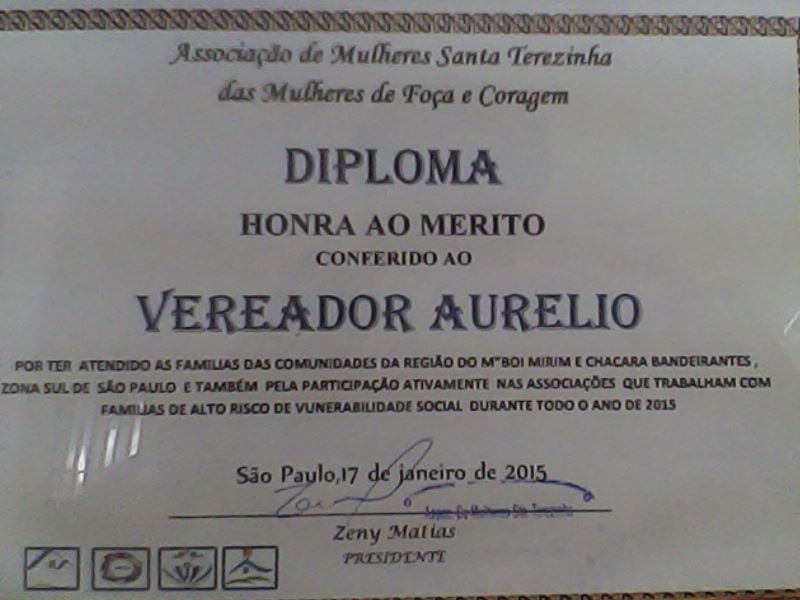 Associação de Mulheres Santa Terezinha
das Mulheres de Foça e Coragem
DIPLOMA
HONRA AO MERITO
CONFERIDO AO
VEREADOR AURELIO
POR TER ATENDIDO AS FAMILIAS DAS COMUNIDADES DA REGIÃO DO M"BOI MIRIM E CHACARA BANDEIRANTES,
ZONA SUL DE SÃO PAULO E TAMBÉM PELA PARTICIPAÇÃO ATIVAMENTE NAS ASSOCIAÇÕES QUE TRABALHAM COM
FAMILIAS DE ALTO RISCO DE VUNERABILIDADE SOCIAL DURANTE TODO O ANO DE 2015
São Paulo,17 de janeiro de 2015
Zeny Matias
PRESIDENTE